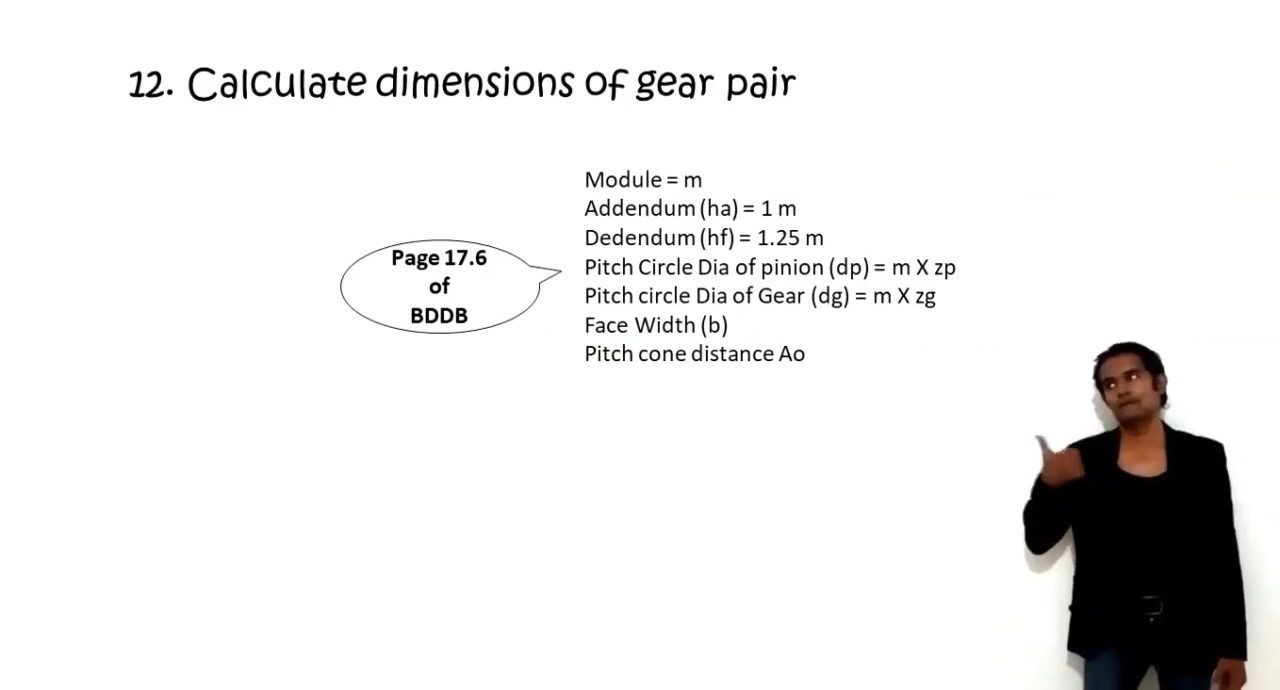 12. Calculate dimensions of gear pair
Page 17.6
of
BDDB
Module = m
Addendum (ha) = 1 m
Dedendum (hf) = 1.25 m
Pitch Circle Dia of pinion (dp) = m X zp
Pitch circle Dia of Gear (dg) = m X zg
Face Width (b)
Pitch cone distance Ao